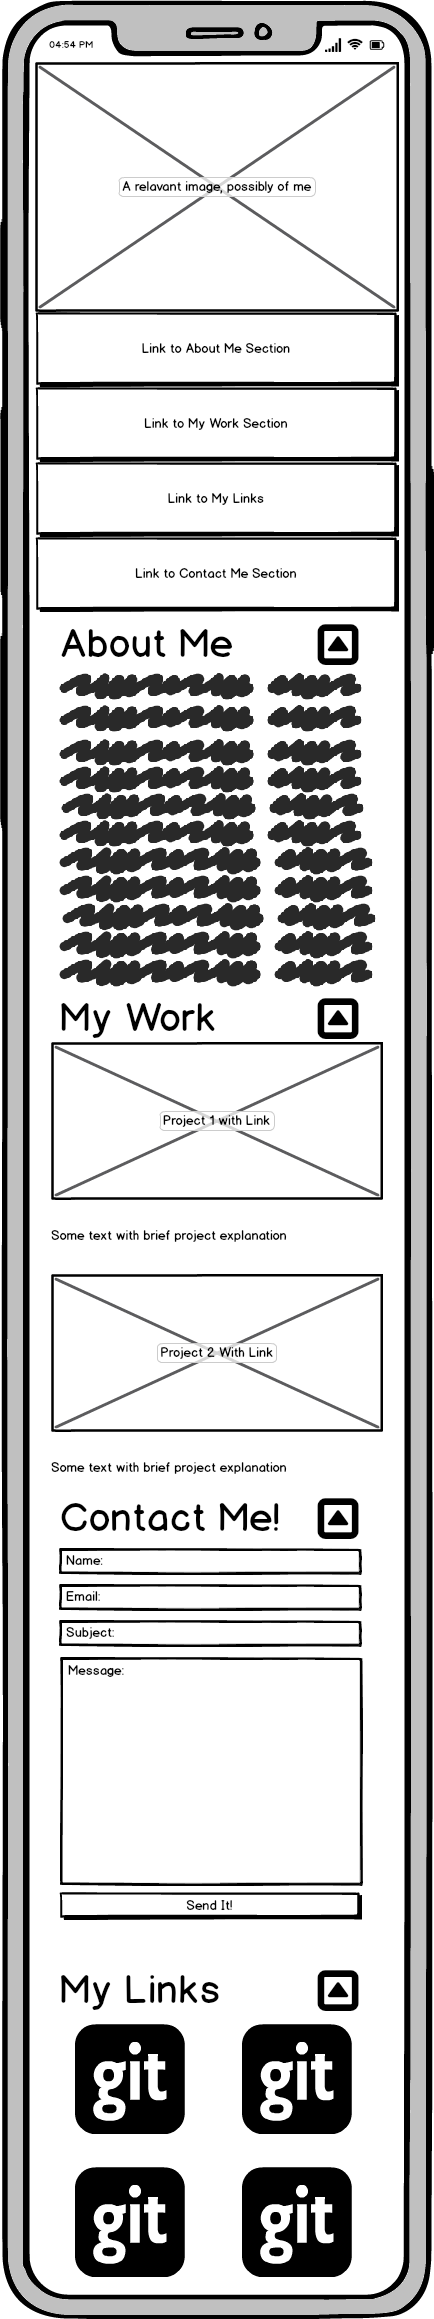 04:54 PM
A relavant image, possibly of me
Link to About Me Section
Link to My Work Section
Link to My Links
Link to Contact Me Section
About Me
My Work
Project 1 with Link
Some text with brief project explanation
Project 2 With Link
Some text with brief project explanation
Contact Me!
Name:
Email:
Subject:
Message:
Send It!
My Links
git git
git git